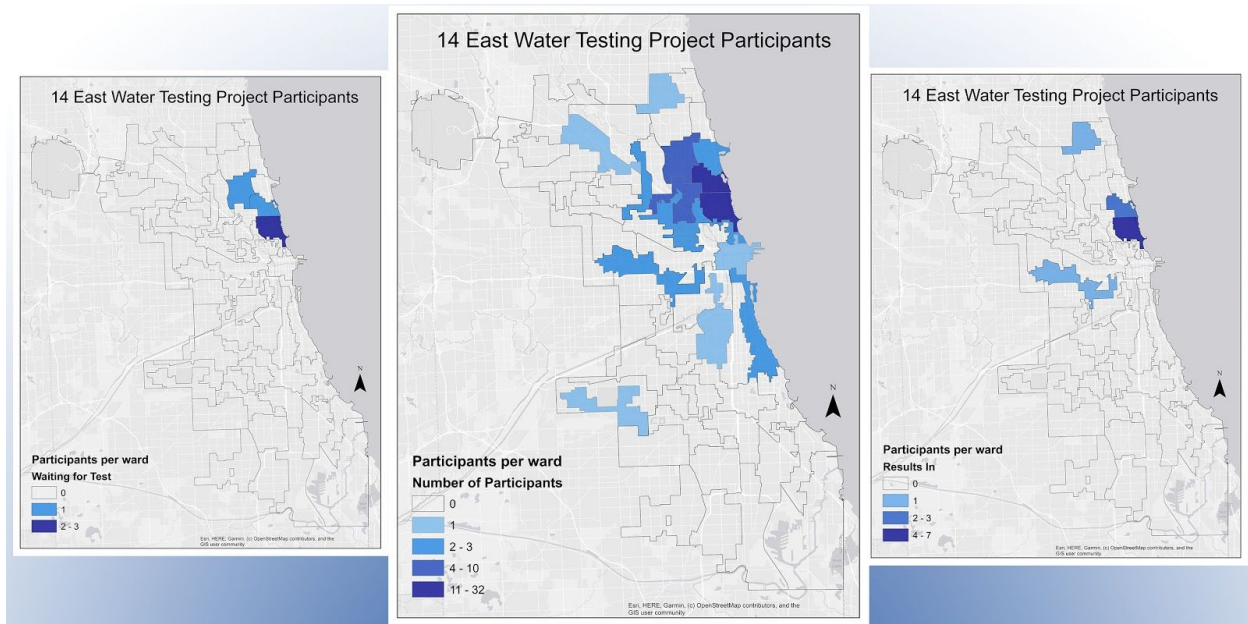 14 East Water Testing Project Participants
N
Participants per ward
Waiting for Test
0
1
2 - 3
Esri, HERE, Garmin, (c) OpenStreetMap contributors, and the
GIS user community
14 East Water Testing Project Participants
N
Participants per ward
Number of Participants
0
1
2 - 3
4 - 10
11 - 32
Esri, HERE, Garmin, (c) OpenStreetMap contributors, and the
GIS user community
14 East Water Testing Project Participants
N
Participants per ward
Results In
0
1
2 - 3
4 - 7
Esri, HERE, Garmin, (c) OpenStreetMap contributors, and the
GIS user community